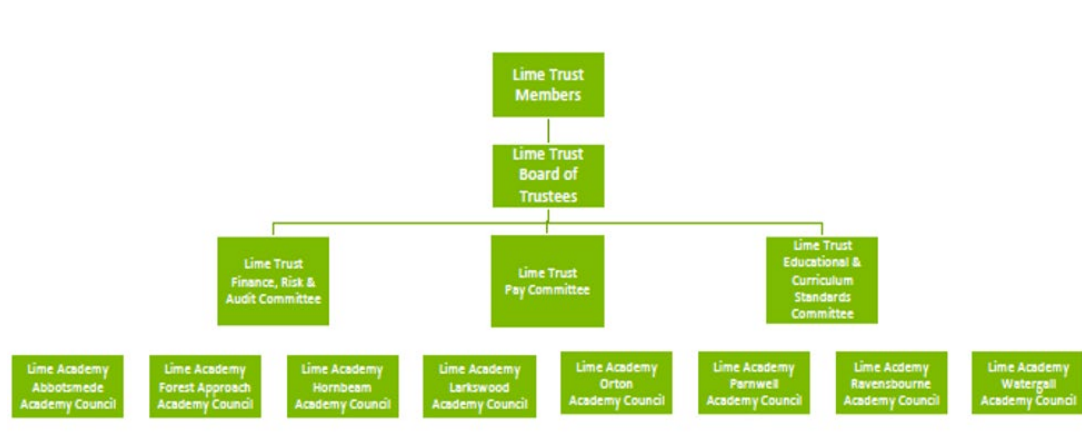 Lime Trust
Members
Lime Trust
Board of
Trustees
Lime Trust
Finance, Risk &
Audit Committee
Lime Trust
Pay Committee
Lime Trust
Educational &
Curriculum
Standards
Committee
Lime Academy
Abbotsmede
Academy Council
Lime Academy
Forest Approach
Academy Council
Lime Academy
Hornbeam
Academy Council
Lime Academy
Larkswood
Academy Council
Lime Academy
Orton
Academy Council
Lime Academy
Parnwell
Academy Council
Lime Academy
Ravensbourne
Academy Council
Lime Academy
Watergall
Academy Council